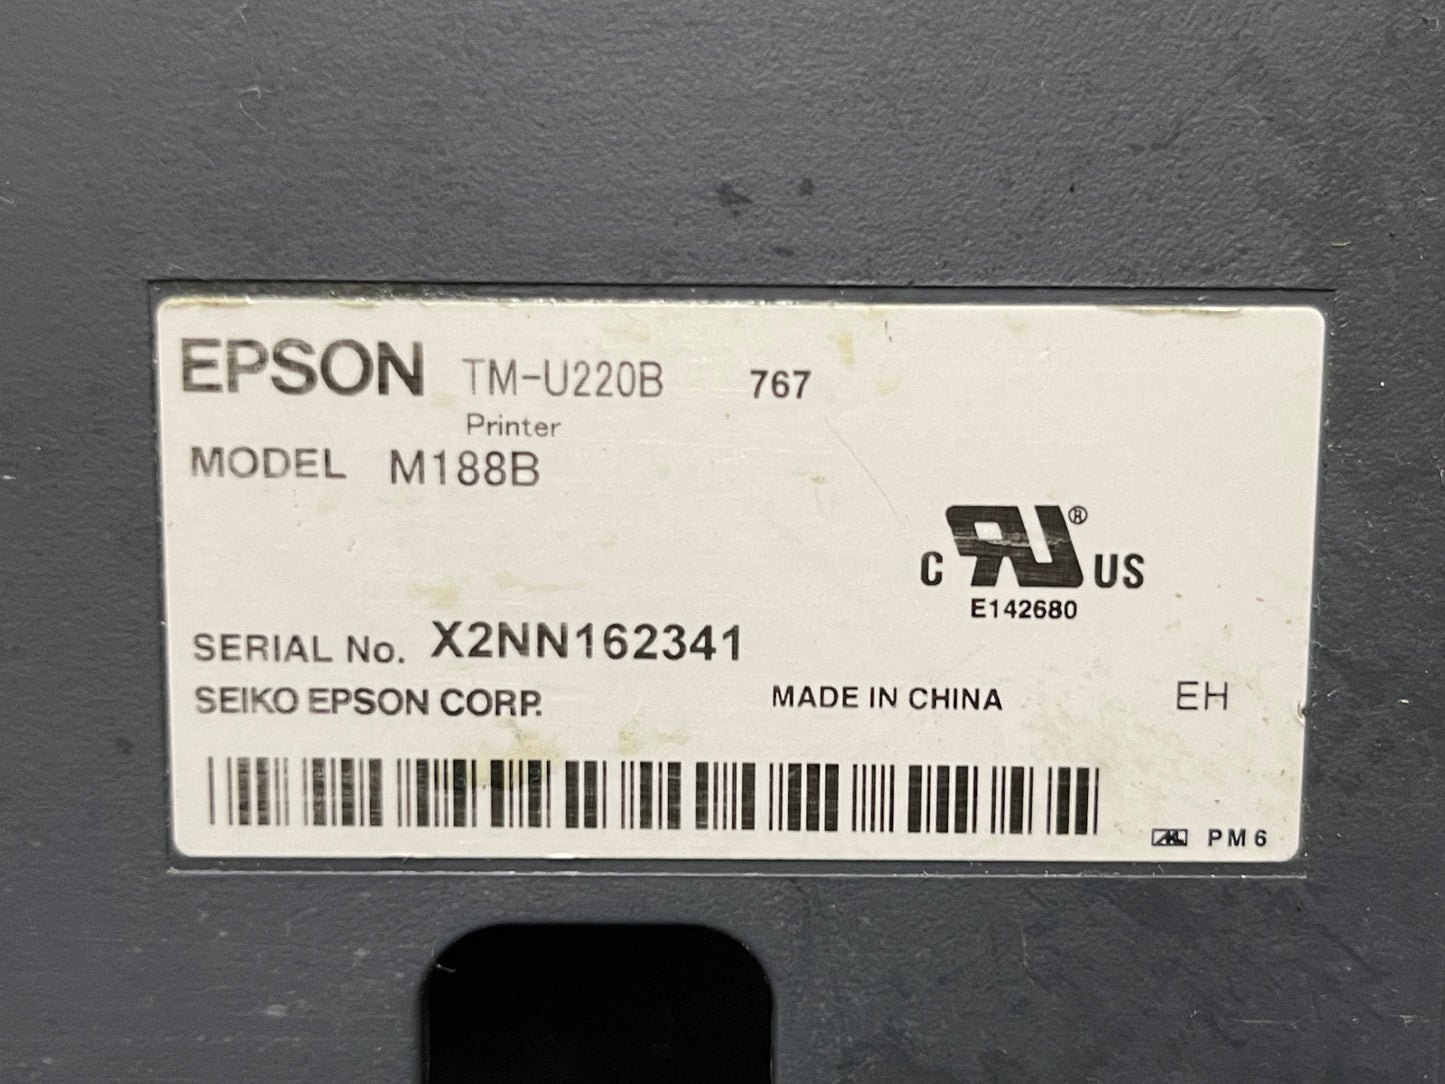 EPSON TM-U220B 767
Printer
MODEL M188B
C RU® US
E142680
SERIAL No. X2NN162341
SEIKO EPSON CORP. MADE IN CHINA EH
PM6